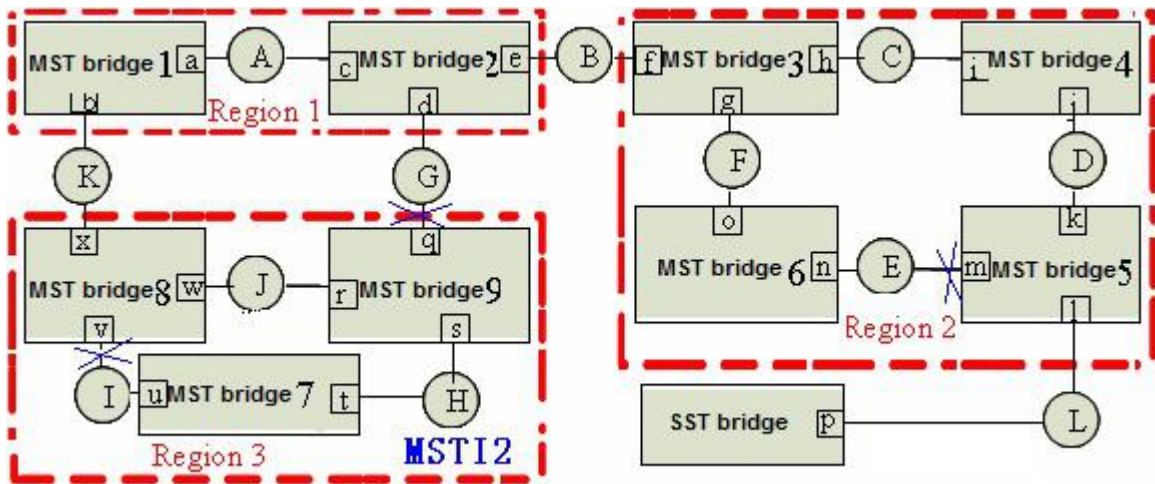 MST bridge 1 a A c MST bridge 2 e B f MST bridge 3 h C i MST bridge 4
b Region 1 d g j
K G F D
x q o k
MST bridge 8 w J r MST bridge 9 MST bridge 6 n E m MST bridge 5
v s Region 2 l
I u MST bridge 7 t H SST bridge p L
Region 3 MSTI2